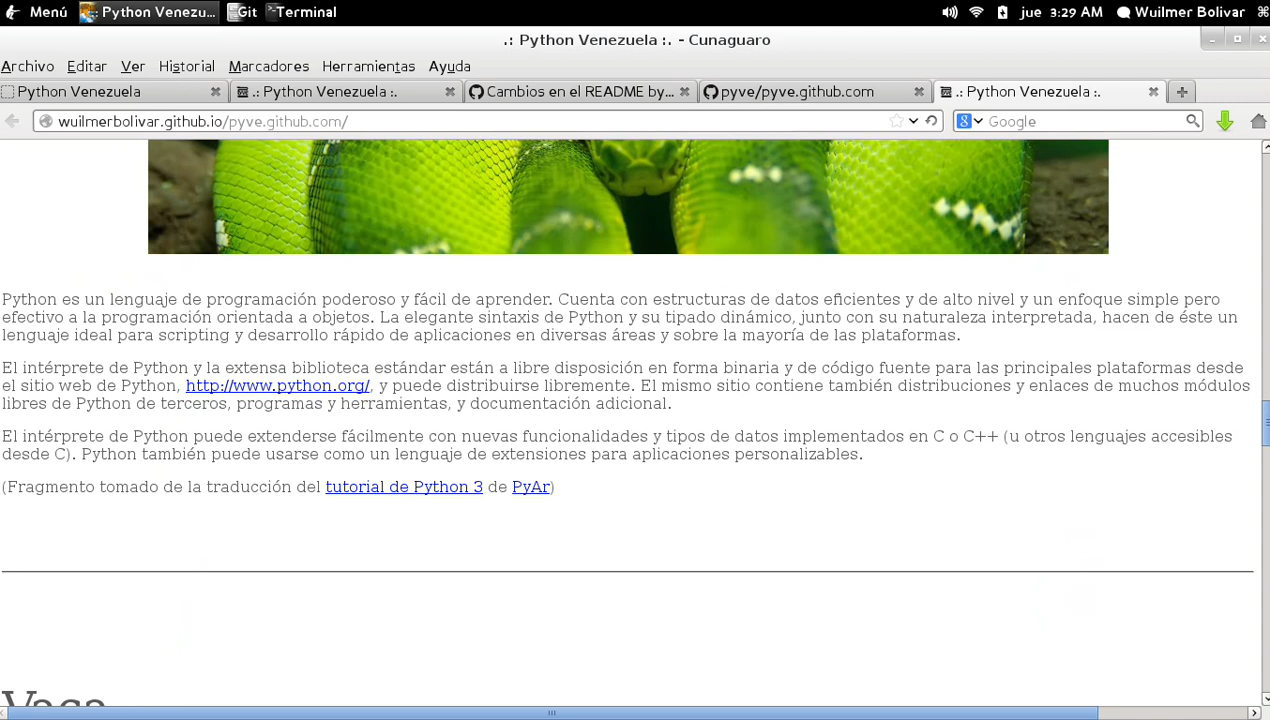 Menú Python Venezu... Git Terminal jue 3:29 AM Wuilmer Bolivar
.: Python Venezuela :. - Cunaguaro
Archivo Editar Ver Historial Marcadores Herramientas Ayuda
Python Venezuela .: Python Venezuela :. Cambios en el README by... pyve/pyve.github.com .: Python Venezuela :.
wuilmerbolivar.github.io/pyve.github.com/ Google
Python es un lenguaje de programación poderoso y fácil de aprender. Cuenta con estructuras de datos eficientes y de alto nivel y un enfoque simple pero
efectivo a la programación orientada a objetos. La elegante sintaxis de Python y su tipado dinámico, junto con su naturaleza interpretada, hacen de éste un
lenguaje ideal para scripting y desarrollo rápido de aplicaciones en diversas áreas y sobre la mayoría de las plataformas.
El intérprete de Python y la extensa biblioteca estándar están a libre disposición en forma binaria y de código fuente para las principales plataformas desde
el sitio web de Python, http://www.python.org/, y puede distribuirse libremente. El mismo sitio contiene también distribuciones y enlaces de muchos módulos
libres de Python de terceros, programas y herramientas, y documentación adicional.
El intérprete de Python puede extenderse fácilmente con nuevas funcionalidades y tipos de datos implementados en C o C++ (u otros lenguajes accesibles
desde C). Python también puede usarse como un lenguaje de extensiones para aplicaciones personalizables.
(Fragmento tomado de la traducción del tutorial de Python 3 de PyAr)